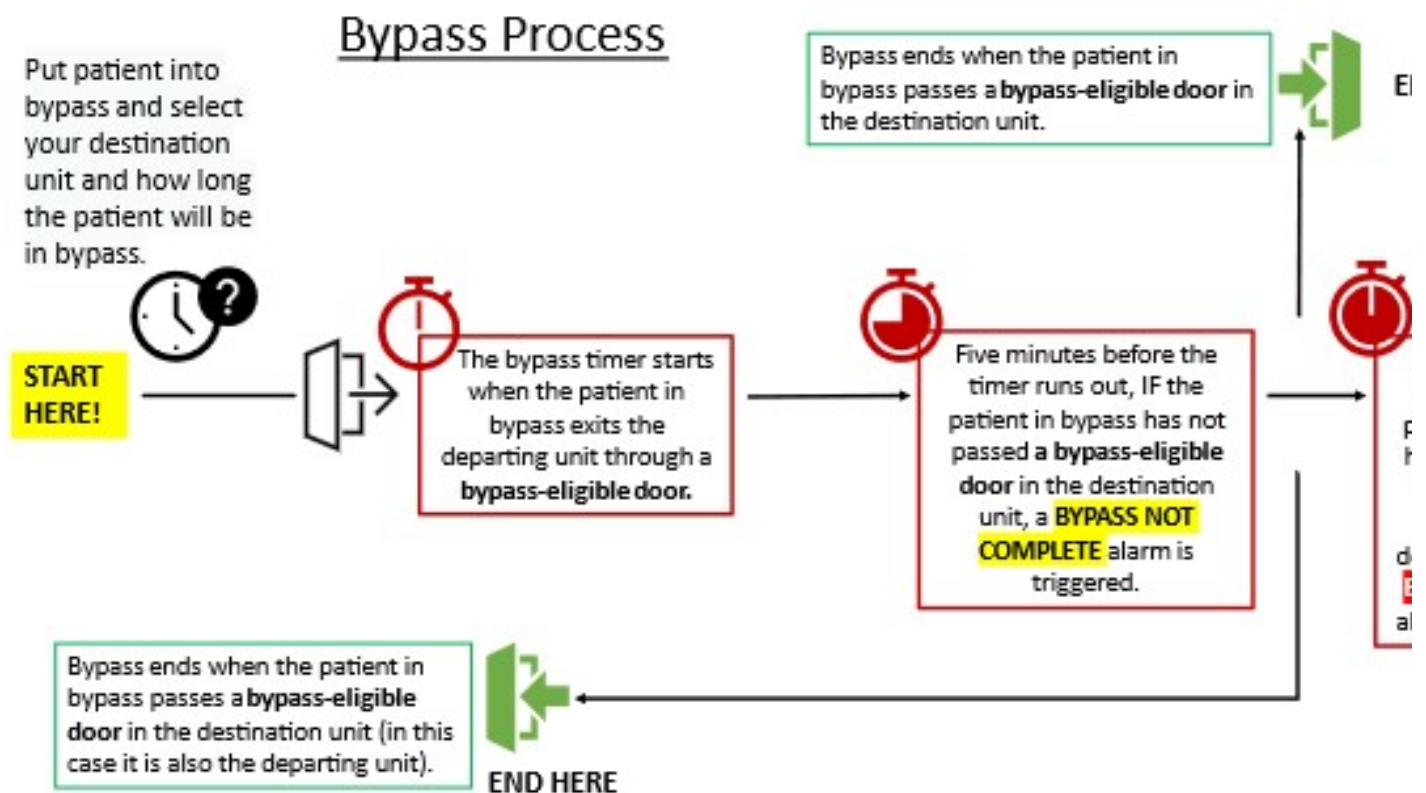 Bypass Process
Put patient into
bypass and select
your destination
unit and how long
the patient will be
in bypass.
?
START
HERE!
The bypass timer starts
when the patient in
bypass exits the
departing unit through a
bypass-eligible door.
Five minutes before the
timer runs out, IF the
patient in bypass has not
passed a bypass-eligible
door in the destination
unit, a BYPASS NOT
COMPLETE alarm is
triggered.
Bypass ends when the patient in
bypass passes a bypass-eligible door in
the destination unit.
Bypass ends when the patient in
bypass passes a bypass-eligible
door in the destination unit (in this
case it is also the departing unit).
END HERE